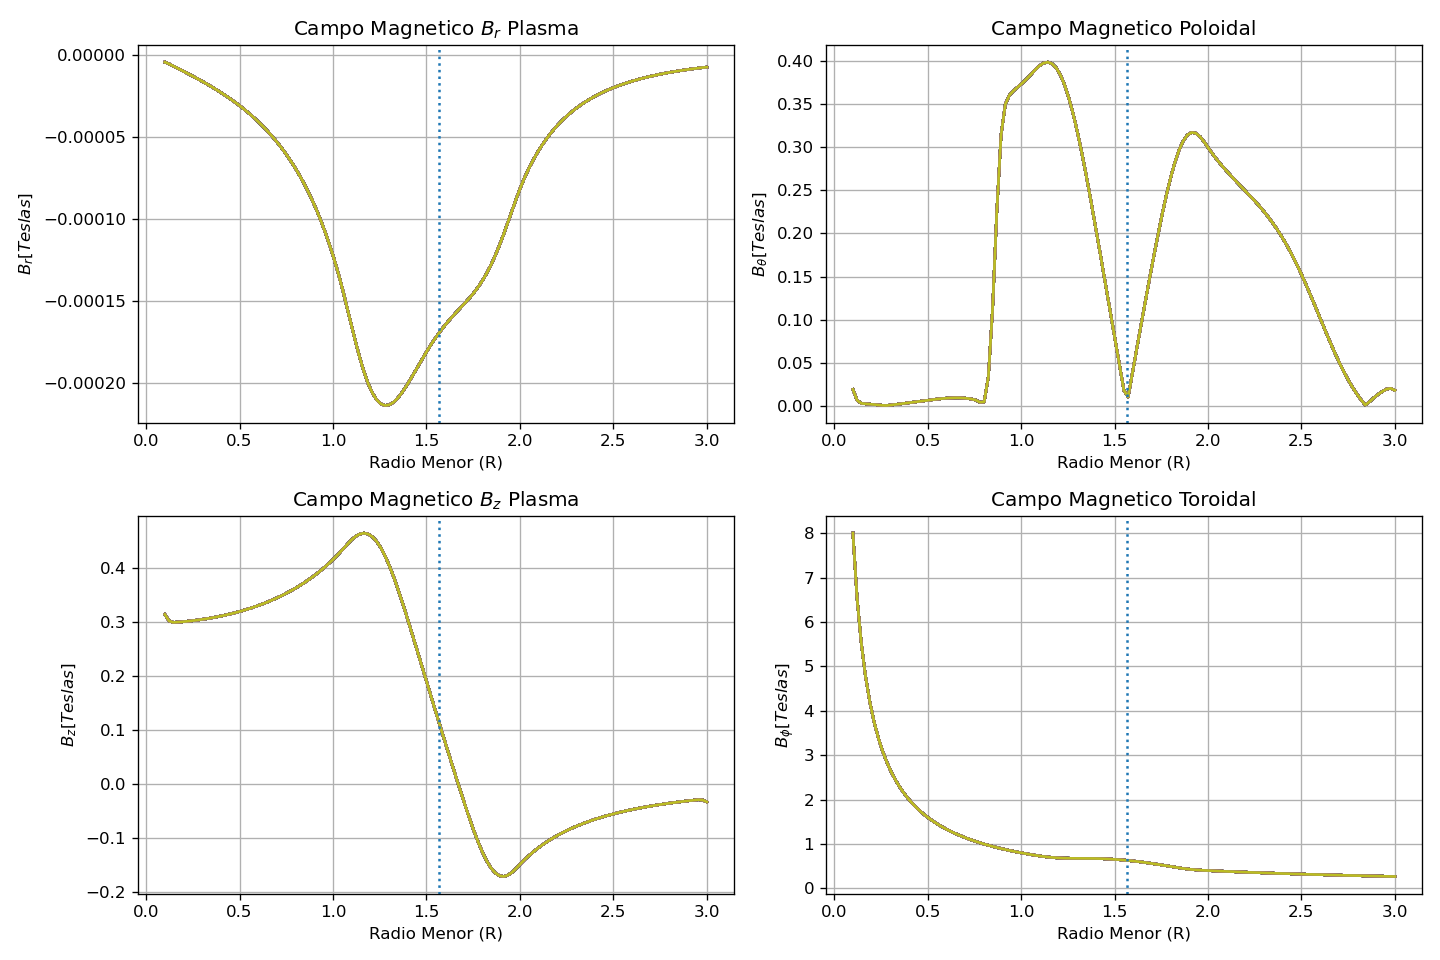 Campo Magnetico $B_r$ Plasma
0.00000
−0.00005
−0.00010
−0.00015
−0.00020
$B_r[Teslas]$
0.0 0.5 1.0 1.5 2.0 2.5 3.0
Radio Menor (R)
Campo Magnetico Poloidal
0.40
0.35
0.30
0.25
0.20
0.15
0.10
0.05
0.00
$B_θ[Teslas]$
0.0 0.5 1.0 1.5 2.0 2.5 3.0
Radio Menor (R)
Campo Magnetico $B_z$ Plasma
0.4
0.3
0.2
0.1
0.0
−0.1
−0.2
$B_z[Teslas]$
0.0 0.5 1.0 1.5 2.0 2.5 3.0
Radio Menor (R)
Campo Magnetico Toroidal
8
7
6
5
4
3
2
1
0
$B_ϕ[Teslas]$
0.0 0.5 1.0 1.5 2.0 2.5 3.0
Radio Menor (R)